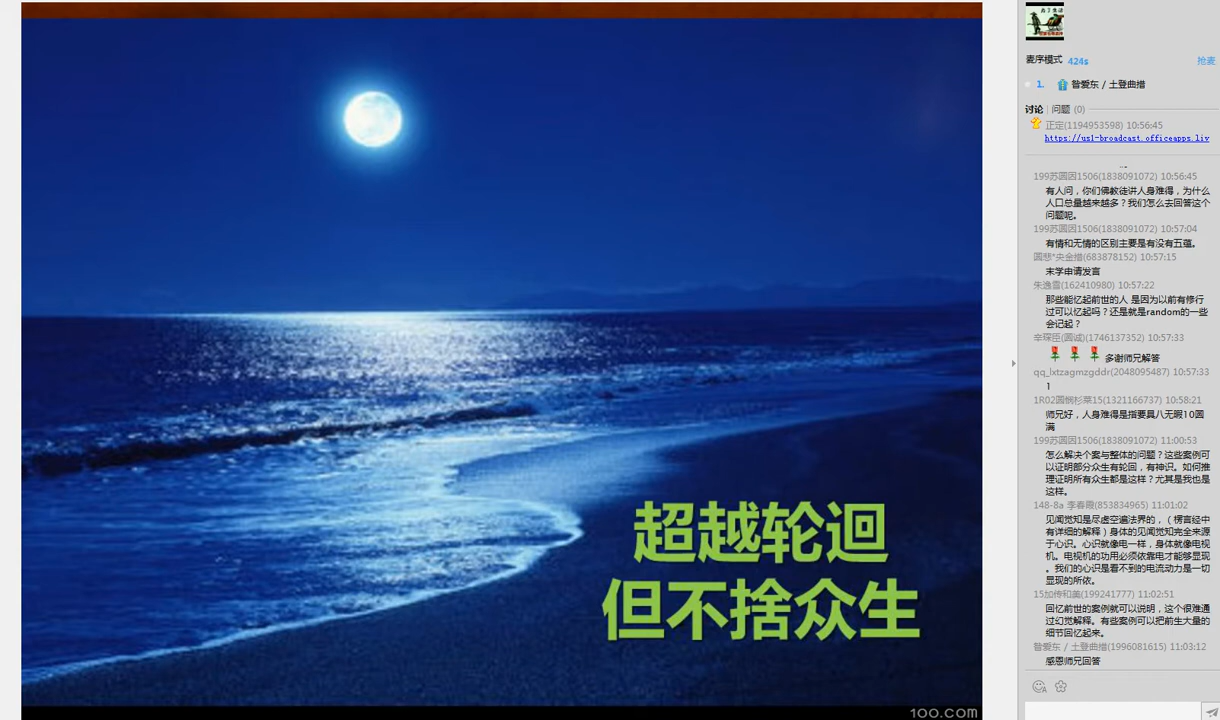 超越轮迴
但不捨众生
100.com
麦序模式 424s 抢麦
1. 昝爱东 / 土登曲措
讨论 问题 (0)
正定(1194953598) 10:56:45
https://usl-broadcast.officeapps.liv
...
199苏圆因1506(1838091072) 10:56:45
有人问，你们佛教徒讲人身难得，为什么
人口总量越来越多？我们怎么去回答这个
问题呢。
199苏圆因1506(1838091072) 10:57:04
有情和无情的区别主要是有没有五蕴。
圆悲*央金措(683878152) 10:57:15
末学申请发言
朱逸雷(162410980) 10:57:22
那些能忆起前世的人 是因为以前有修行
过可以忆起吗？还是就是random的一些
会记起？
辛琛臣(圆诚)(1746137352) 10:57:33
多谢师兄解答
qq_lxtzagmzgddr(2048095487) 10:57:33
1
1R02圆钢杉菜15(1321166737) 10:58:21
师兄好，人身难得是指要具八无暇10圆
满
199苏圆因1506(1838091072) 11:00:53
怎么解决个案与整体的问题？这些案例可
以证明部分众生有轮回，有神识。如何推
理证明所有众生都是这样？尤其是我也是
这样。
148-8a 李春霞(853834965) 11:01:02
见闻觉知是尽虚空遍法界的，（楞言经中
有详细的解释）身体的见闻觉知完全来源
于心识。心识就像电一样，身体就像电视
机。电视机的功用必须依靠电才能够显现
。我们的心识是看不到的电流动力是一切
显现的所依。
15加传和美(199241777) 11:02:51
回忆前世的案例就可以说明，这个很难通
过幻觉解释。有些案例可以把前生大量的
细节回忆起来。
昝爱东 / 土登曲措(1996081615) 11:03:12
感恩师兄回答